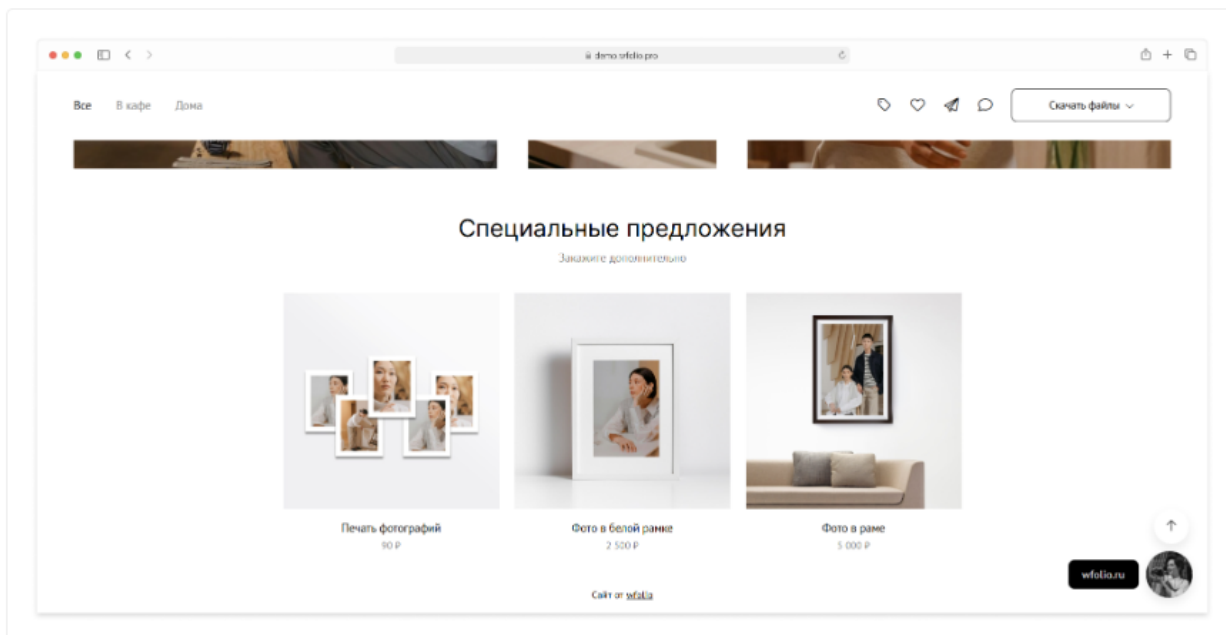 demo.wfolio.pro
Все В кафе Дома Скачать файлы
Специальные предложения
Закажите дополнительно
Печать фотографий
90 ₽
Фото в белой рамке
2 500 ₽
Фото в раме
5 000 ₽
wfolio.ru
Сайт от wfolio